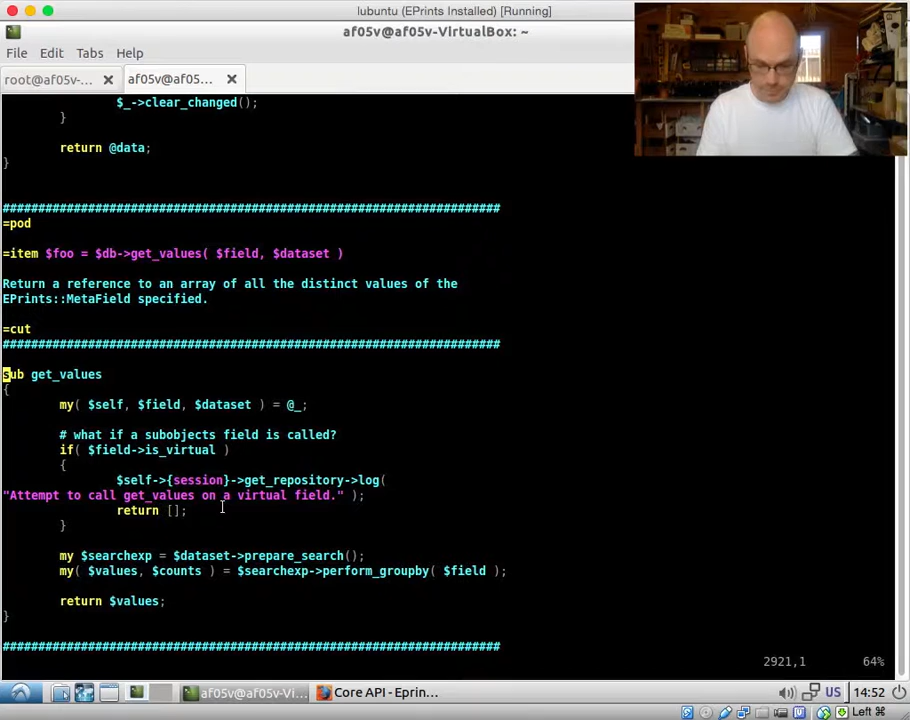 lubuntu (EPrints Installed) [Running]
af05v@af05v-VirtualBox: ~
File Edit Tabs Help
root@af05v-... af05v@af05...
$_->clear_changed();
}
return @data;
}
######################################################################
=pod
=item $foo = $db->get_values( $field, $dataset )
Return a reference to an array of all the distinct values of the
EPrints::MetaField specified.
=cut
######################################################################
sub get_values
{
my( $self, $field, $dataset ) = @_;
# what if a subobjects field is called?
if( $field->is_virtual )
{
$self->{session}->get_repository->log(
"Attempt to call get_values on a virtual field." );
return [];
}
my $searchexp = $dataset->prepare_search();
my( $values, $counts ) = $searchexp->perform_groupby( $field );
return $values;
}
######################################################################
2921,1 64%
af05v@af05v-Vi... Core API - Eprin... US 14:52
Left ⌘